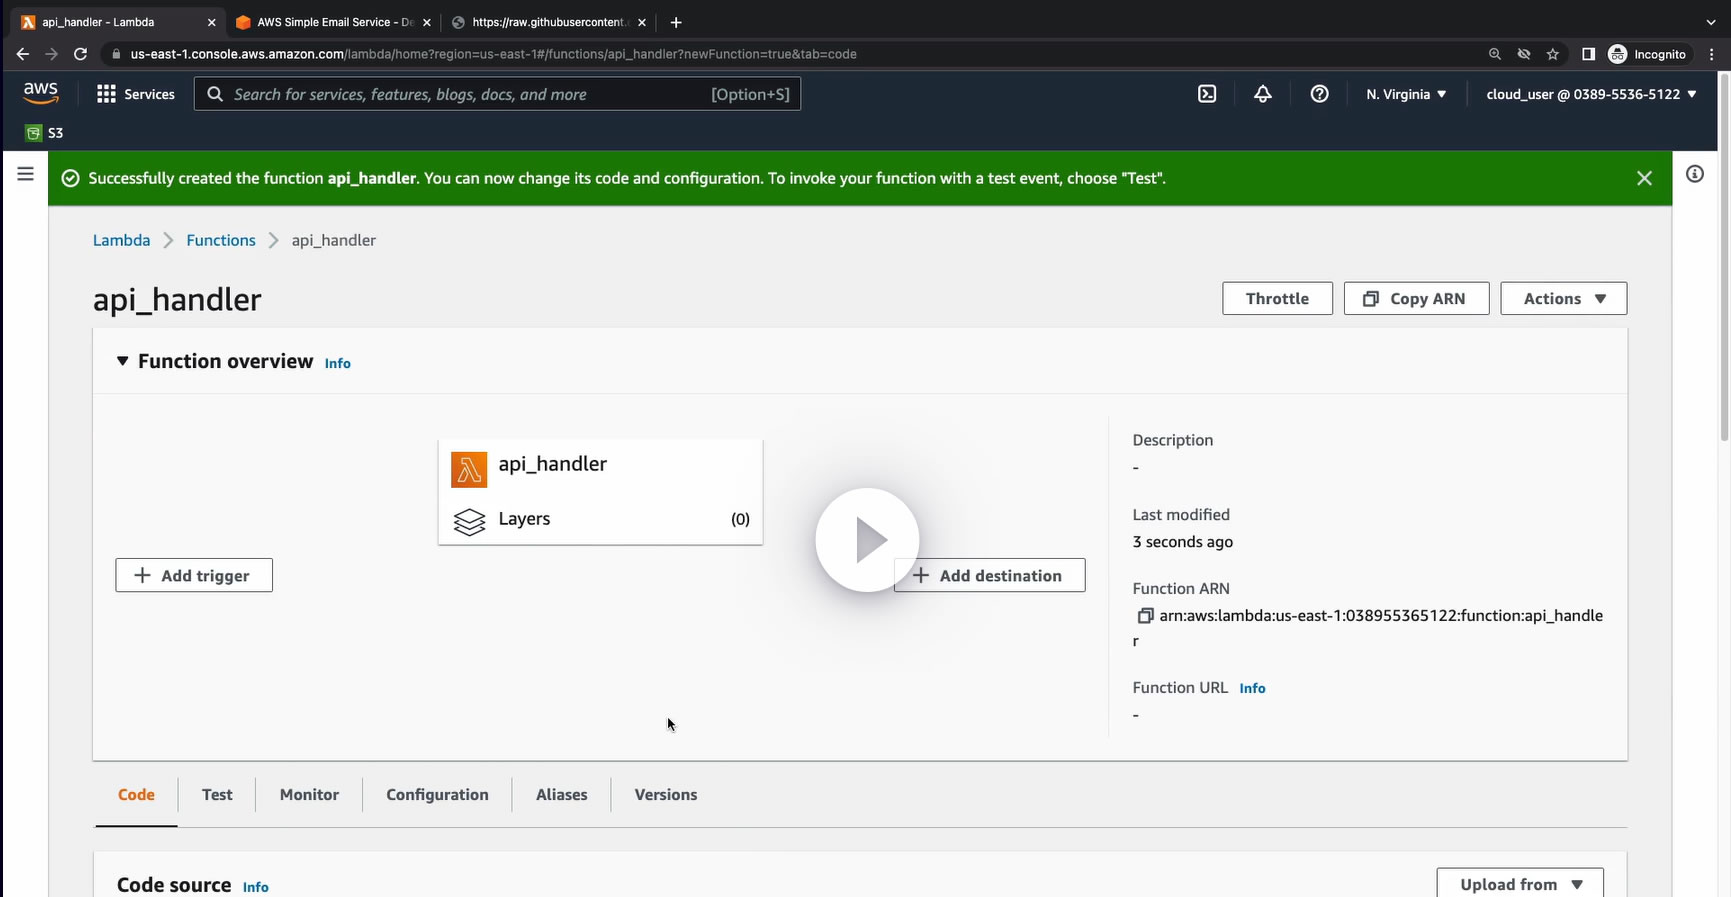 api_handler - Lambda
AWS Simple Email Service - De
https://raw.githubusercontent.
us-east-1.console.aws.amazon.com/lambda/home?region=us-east-1#/functions/api_handler?newFunction=true&tab=code
Incognito
aws
Services
Search for services, features, blogs, docs, and more
[Option+S]
N. Virginia
cloud_user @ 0389-5536-5122
S3
Successfully created the function api_handler. You can now change its code and configuration. To invoke your function with a test event, choose "Test".
Lambda
Functions
api_handler
api_handler
Throttle
Copy ARN
Actions
Function overview Info
api_handler
Layers
(0)
Add trigger
Add destination
Description
-
Last modified
3 seconds ago
Function ARN
arn:aws:lambda:us-east-1:038955365122:function:api_handle
r
Function URL Info
-
Code
Test
Monitor
Configuration
Aliases
Versions
Code source Info
Upload from